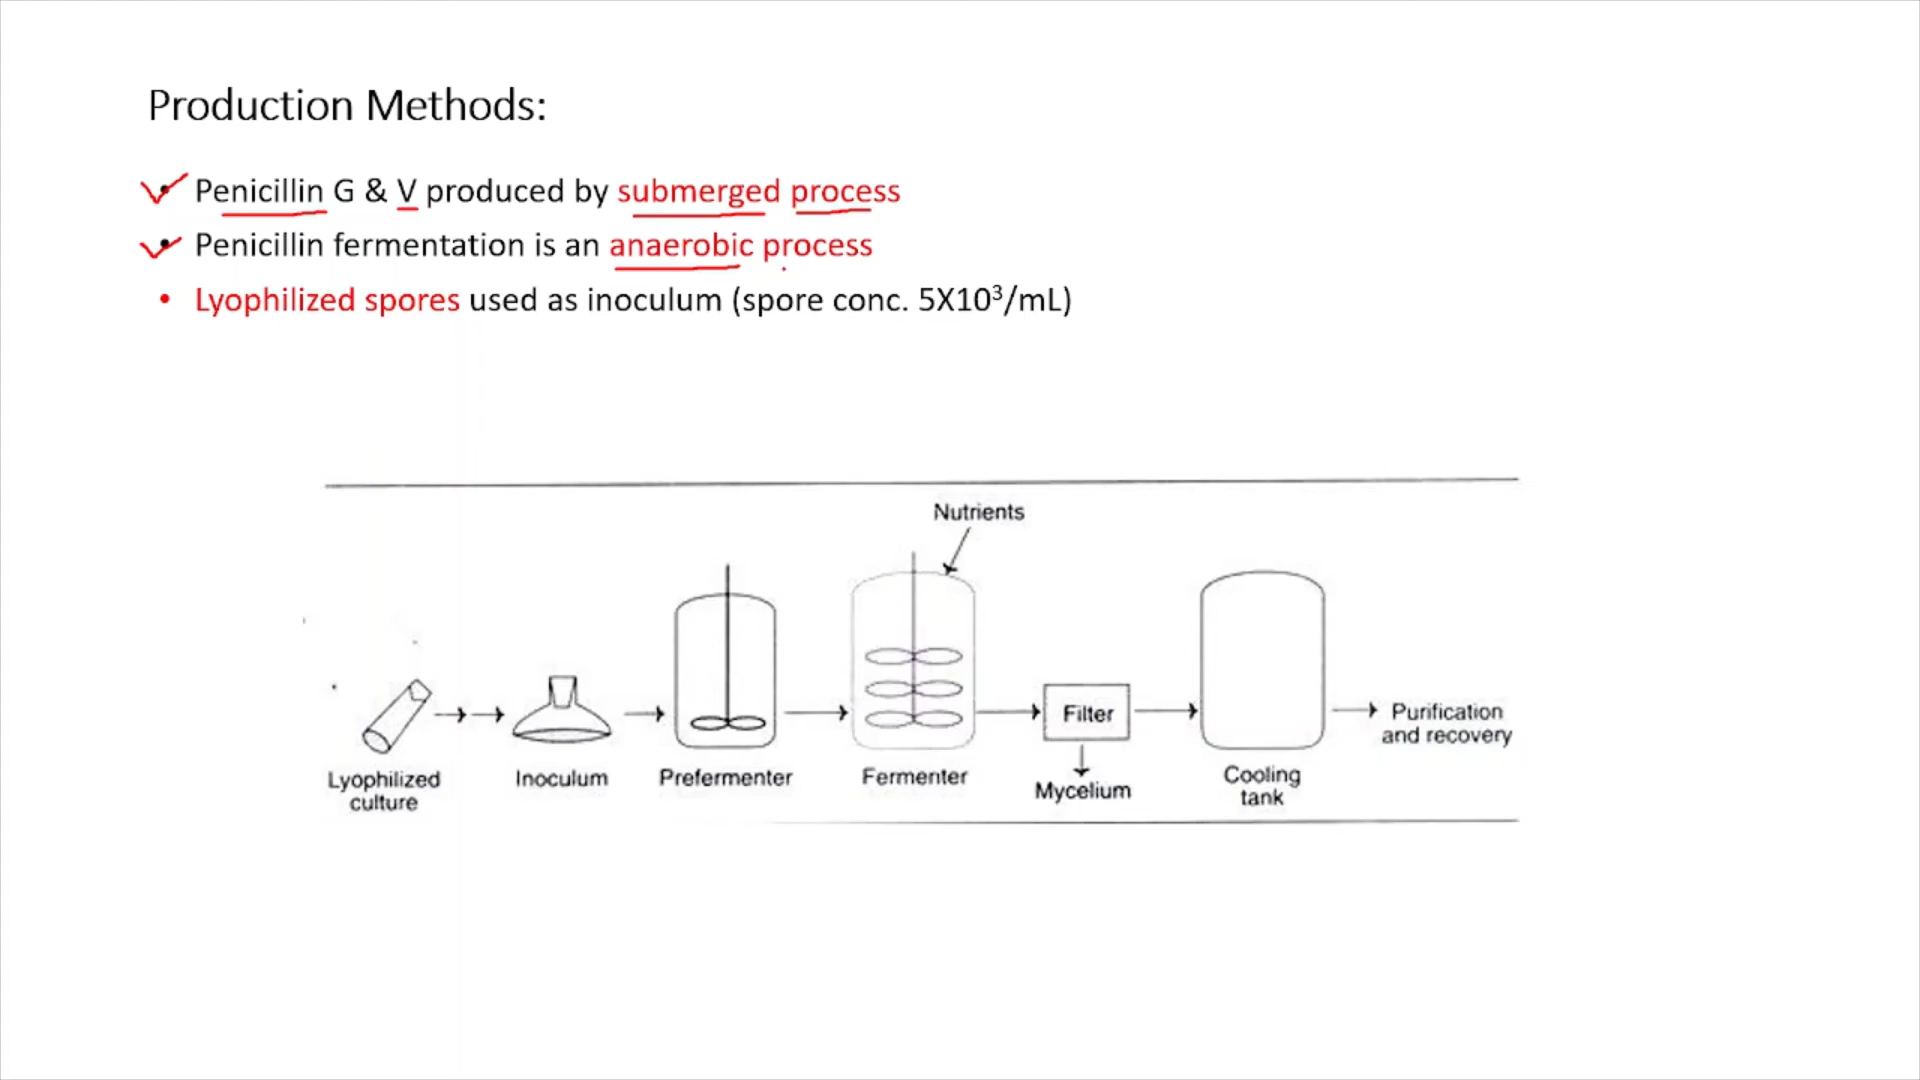 Production Methods:
• Penicillin G & V produced by submerged process
• Penicillin fermentation is an anaerobic process
• Lyophilized spores used as inoculum (spore conc. 5X10³/mL)
Nutrients
Filter
Purification
and recovery
Lyophilized
culture
Inoculum
Prefermenter
Fermenter
Mycelium
Cooling
tank